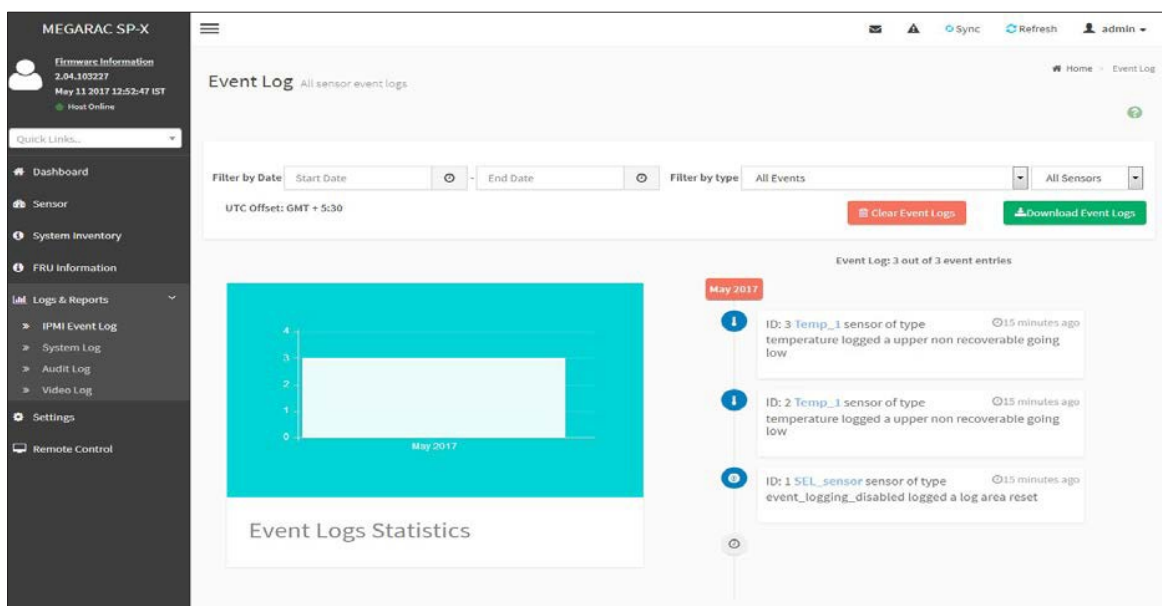 MEGARAC SP-X
Firmware Information
2.04.103227
May 11 2017 12:52:47 IST
Host Online
Quick Links...
Dashboard
Sensor
System Inventory
FRU Information
Logs & Reports
IPMI Event Log
System Log
Audit Log
Video Log
Settings
Remote Control
Sync
Refresh
admin
Event Log All sensor event logs
Home > Event Log
Filter by Date Start Date - End Date Filter by type All Events All Sensors
UTC Offset: GMT + 5:30
Clear Event Logs
Download Event Logs
Event Log: 3 out of 3 event entries
4
3
2
1
0
May 2017
Event Logs Statistics
May 2017
ID: 3 Temp_1 sensor of type 15 minutes ago
temperature logged a upper non recoverable going
low
ID: 2 Temp_1 sensor of type 15 minutes ago
temperature logged a upper non recoverable going
low
ID: 1 SEL_sensor sensor of type 15 minutes ago
event_logging_disabled logged a log area reset